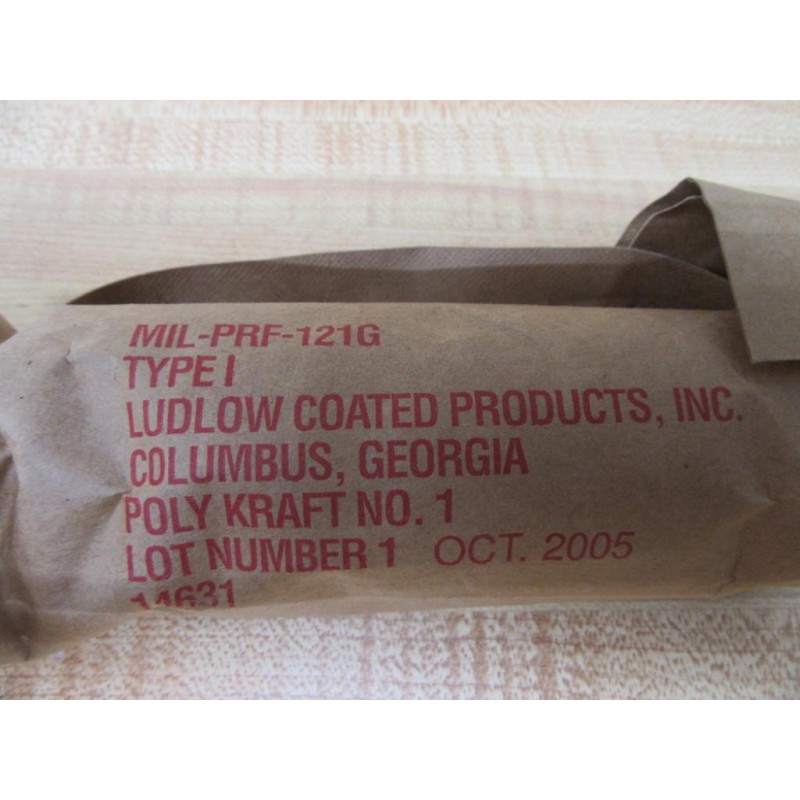 MIL-PRF-121G
TYPE I
LUDLOW COATED PRODUCTS, INC.
COLUMBUS, GEORGIA
POLY KRAFT NO. 1
LOT NUMBER 1 OCT. 2005
14631